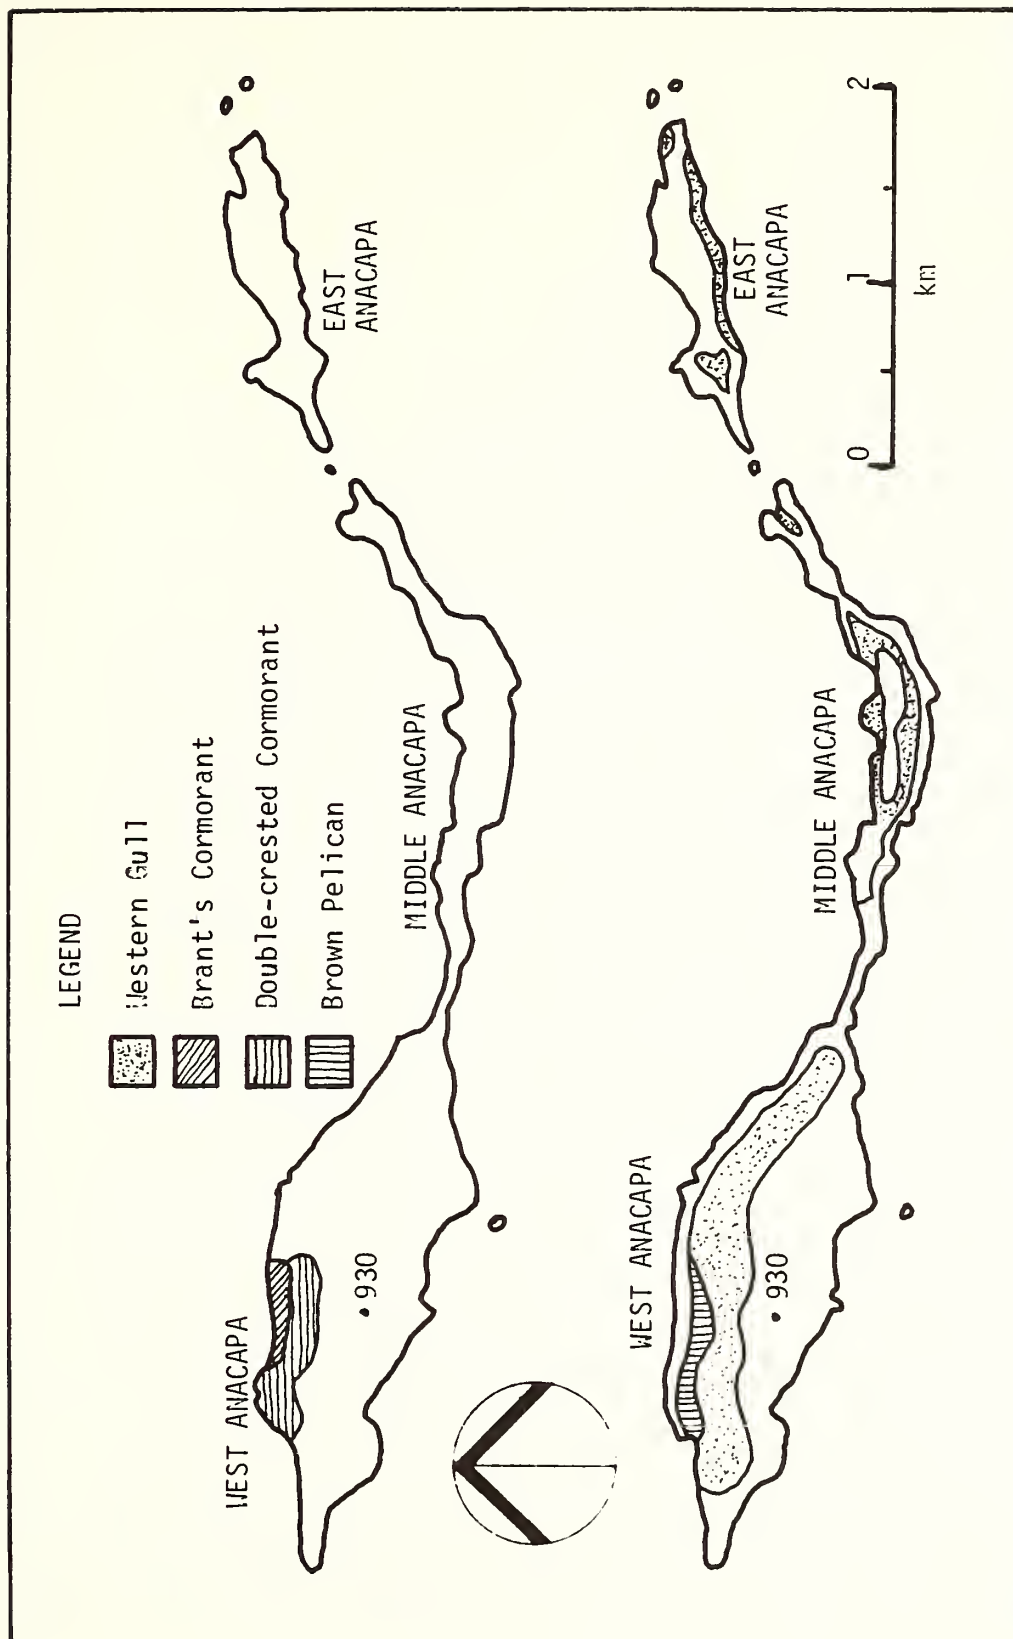 LEGEND
Western Gull
Brant's Cormorant
Double-crested Cormorant
Brown Pelican
WEST ANACAPA
930
MIDDLE ANACAPA
EAST
ANACAPA
WEST ANACAPA
930
MIDDLE ANACAPA
EAST
ANACAPA
0 1 2
km